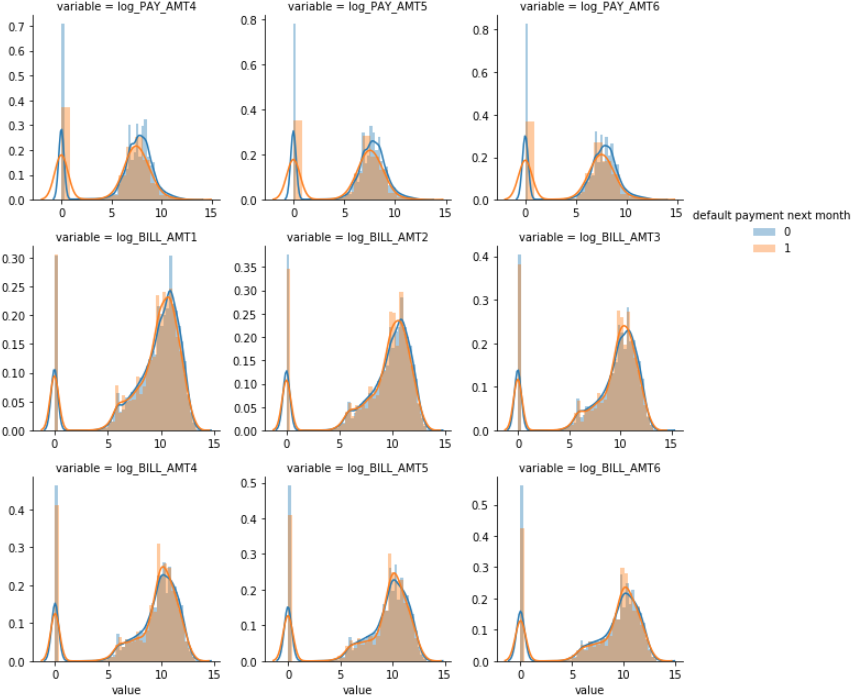 variable = log_PAY_AMT4
variable = log_PAY_AMT5
variable = log_PAY_AMT6
0.7
0.6
0.5
0.4
0.3
0.2
0.1
0.0
0 5 10 15
0.8
0.6
0.4
0.2
0.0
0 5 10 15
0.8
0.6
0.4
0.2
0.0
0 5 10 15
default payment next month
0
1
variable = log_BILL_AMT1
variable = log_BILL_AMT2
variable = log_BILL_AMT3
0.30
0.25
0.20
0.15
0.10
0.05
0.00
0 5 10 15
0.35
0.30
0.25
0.20
0.15
0.10
0.05
0.00
0 5 10 15
0.4
0.3
0.2
0.1
0.0
0 5 10 15
variable = log_BILL_AMT4
variable = log_BILL_AMT5
variable = log_BILL_AMT6
0.4
0.3
0.2
0.1
0.0
0 5 10 15
value
0.5
0.4
0.3
0.2
0.1
0.0
0 5 10 15
value
0.5
0.4
0.3
0.2
0.1
0.0
0 5 10 15
value